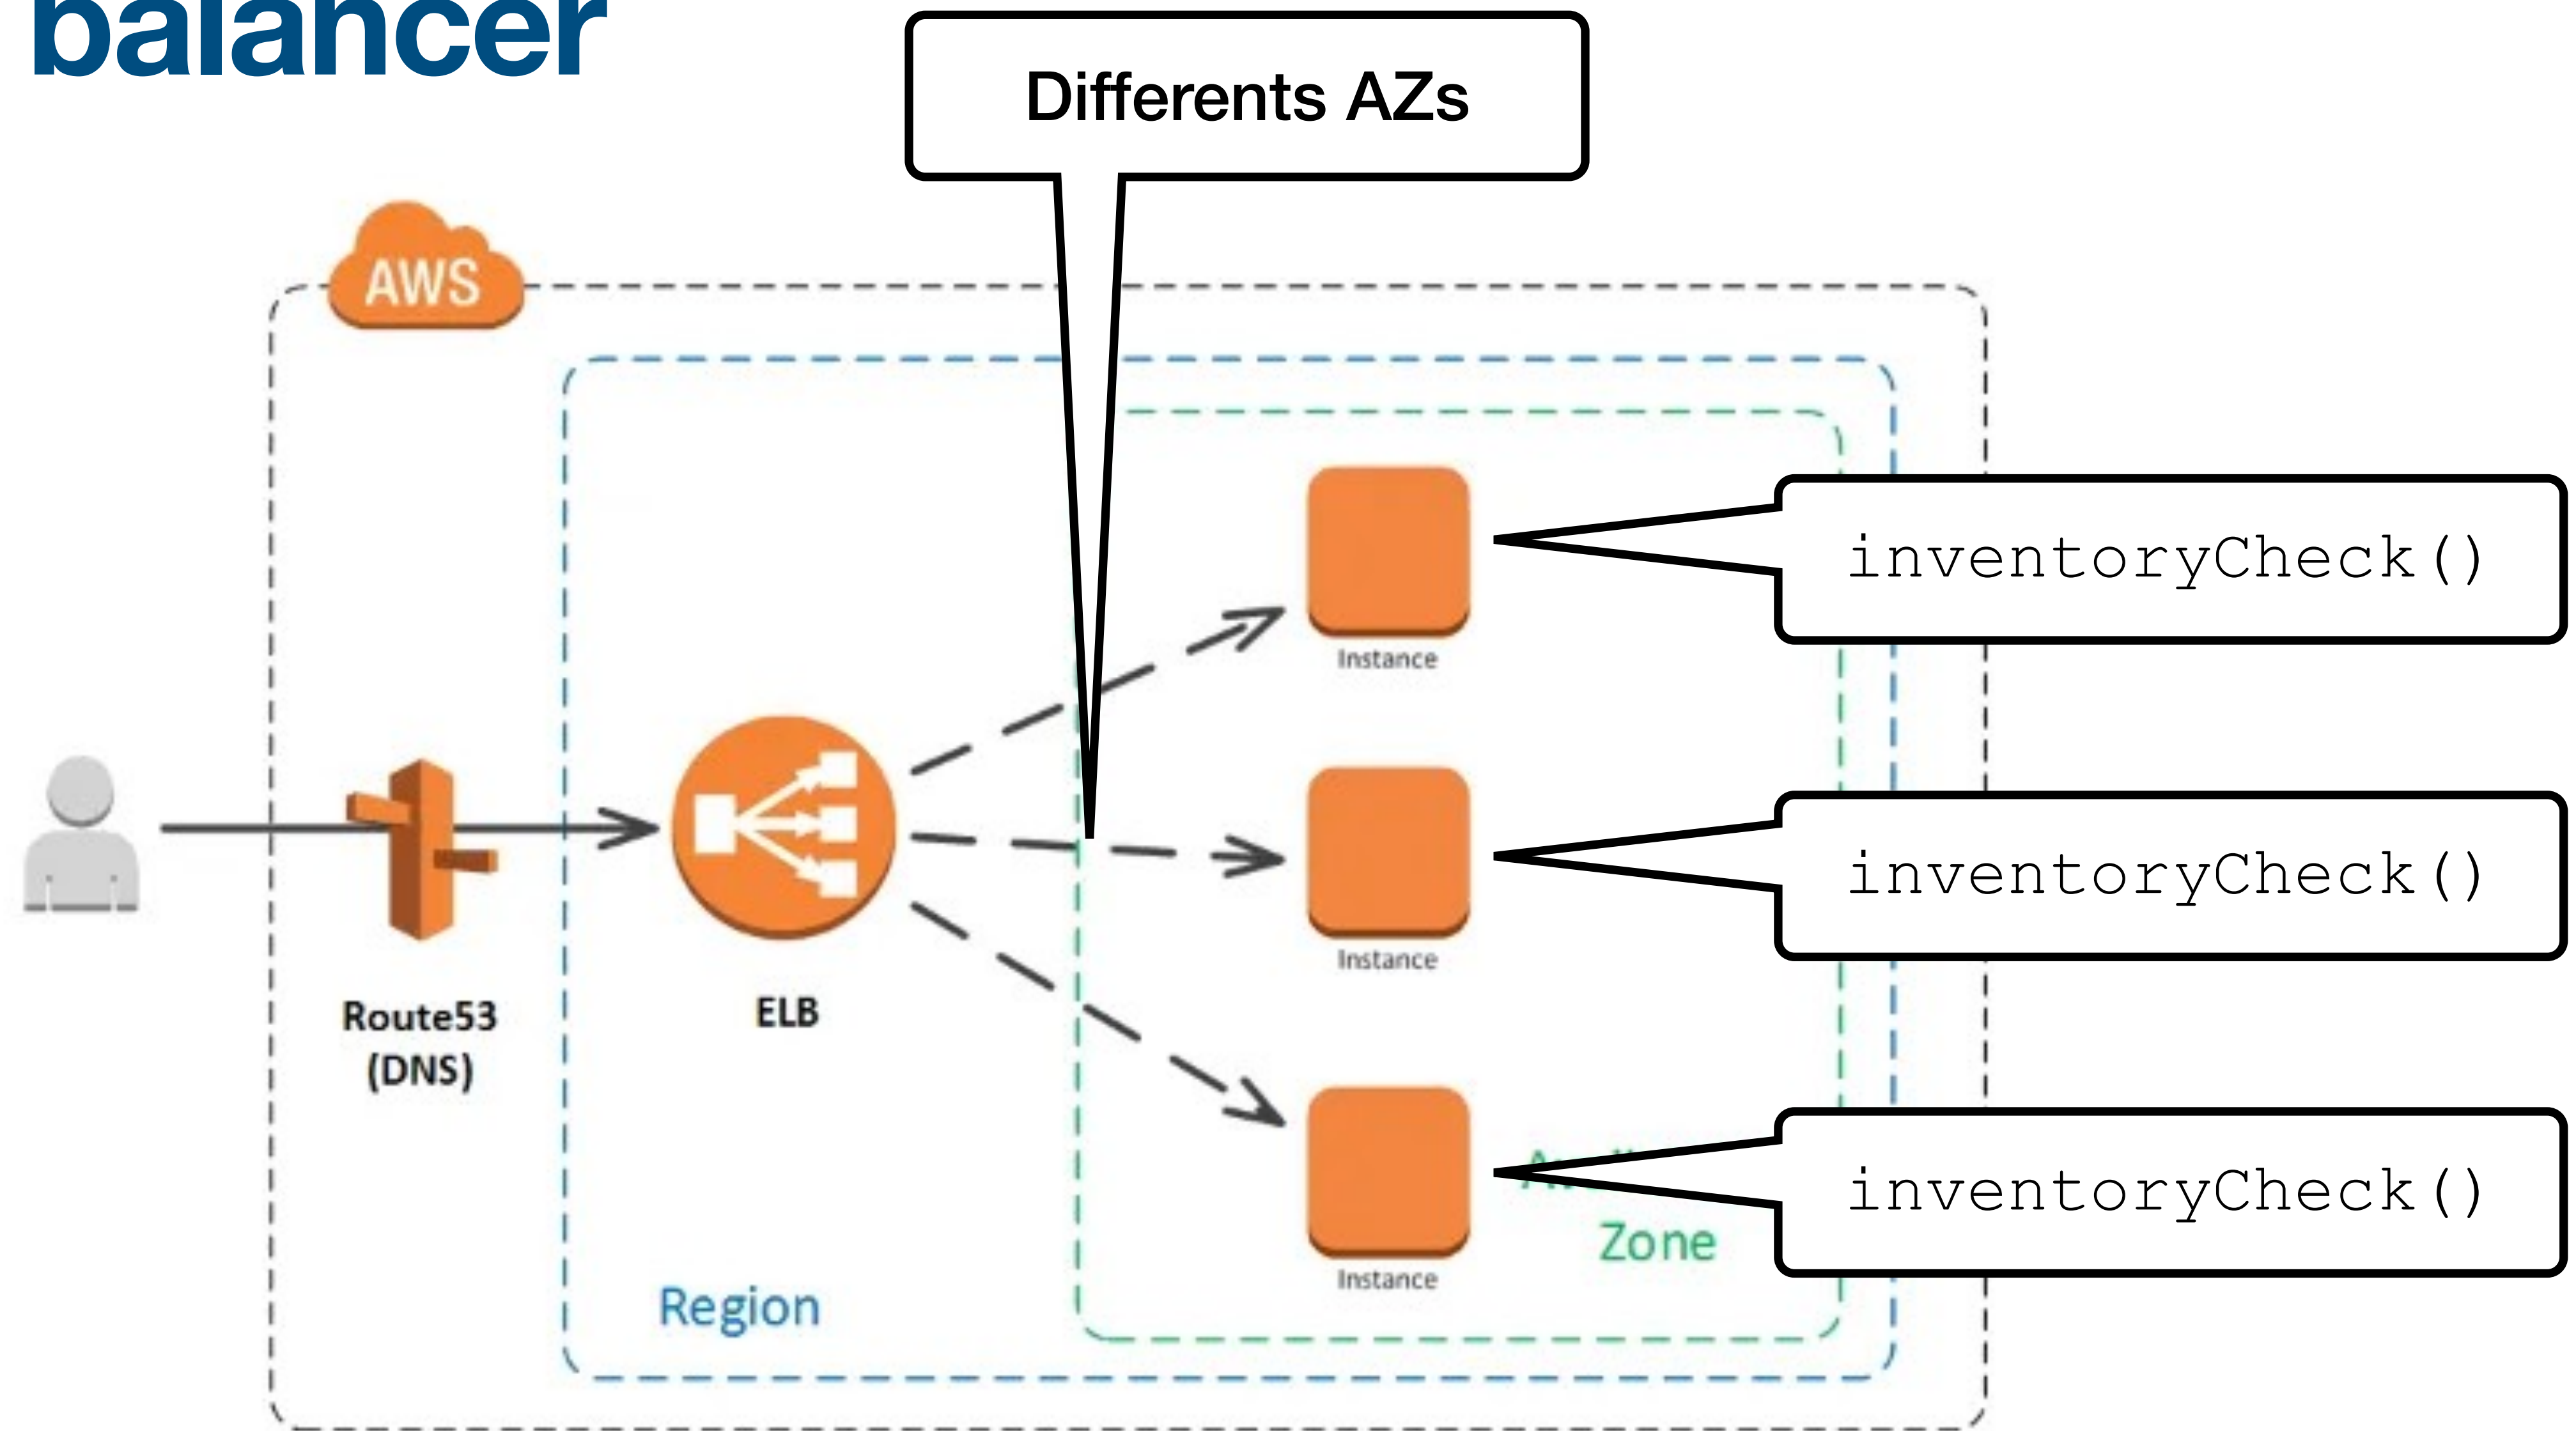 balancer
Differents AZs
AWS
inventoryCheck()
Instance
inventoryCheck()
Instance
Route53
(DNS)
ELB
inventoryCheck()
Zone
Instance
Region